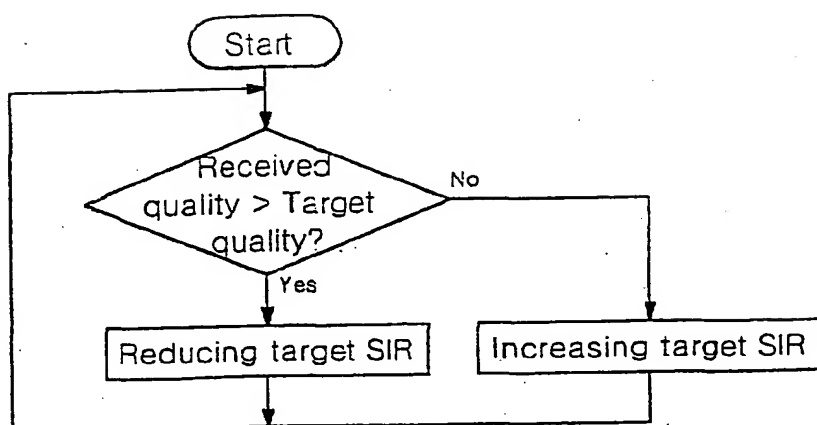 Start
Received
quality > Target
quality?
No
Yes
Reducing target SIR
Increasing target SIR